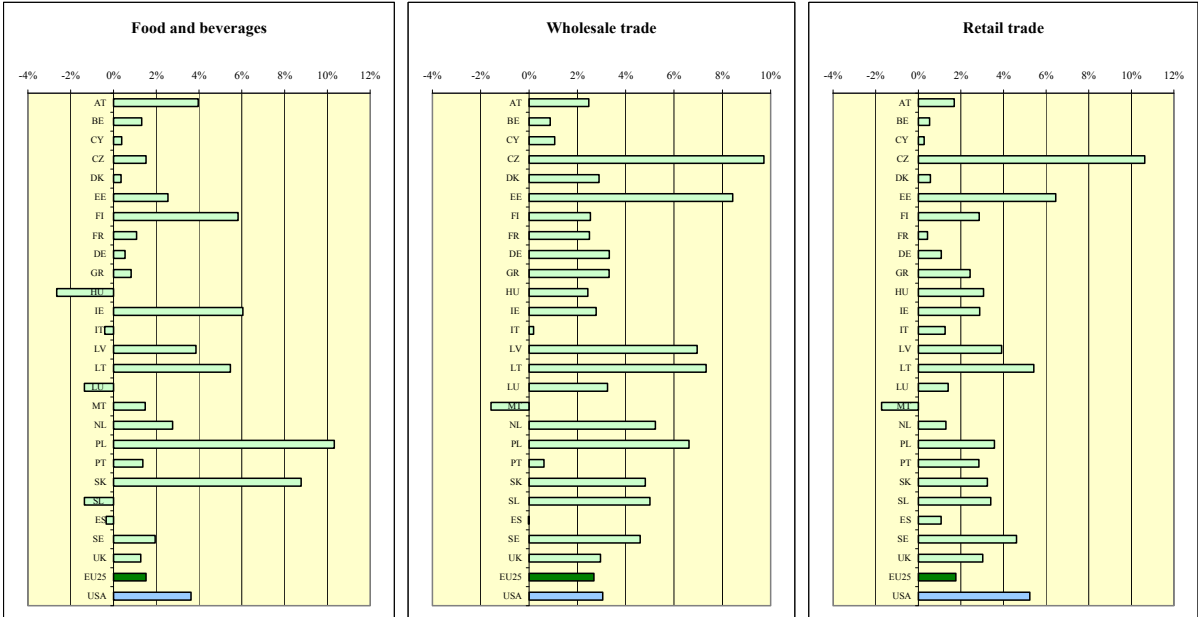 Food and beverages
-4% -2% 0% 2% 4% 6% 8% 10% 12%
AT
BE
CY
CZ
DK
EE
FI
FR
DE
GR
HU
IE
IT
LV
LT
LU
MT
NL
PL
PT
SK
SL
ES
SE
UK
EU25
USA
Wholesale trade
-4% -2% 0% 2% 4% 6% 8% 10%
AT
BE
CY
CZ
DK
EE
FI
FR
DE
GR
HU
IE
IT
LV
LT
LU
MT
NL
PL
PT
SK
SL
ES
SE
UK
EU25
USA
Retail trade
-4% -2% 0% 2% 4% 6% 8% 10% 12%
AT
BE
CY
CZ
DK
EE
FI
FR
DE
GR
HU
IE
IT
LV
LT
LU
MT
NL
PL
PT
SK
SL
ES
SE
UK
EU25
USA